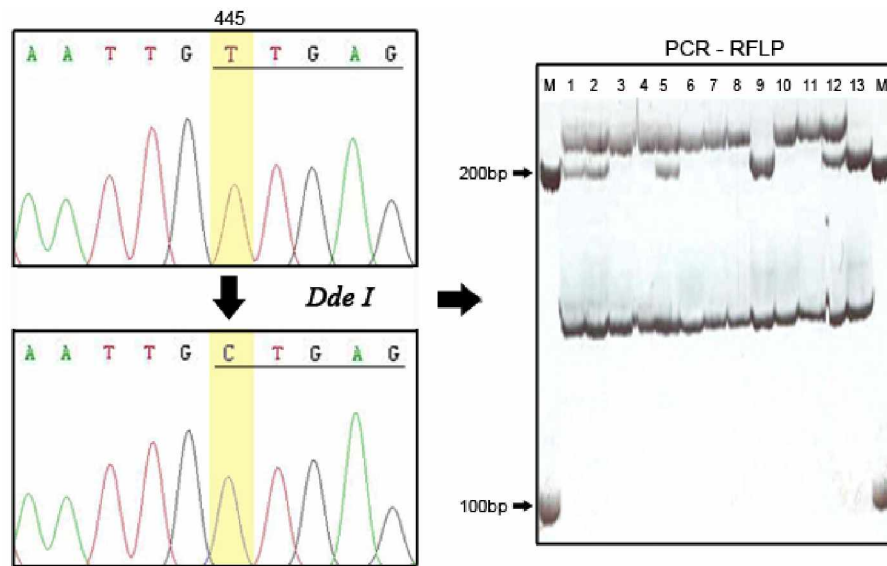 445
A A T T G T T G A G
Dde I
A A T T G C T G A G
PCR - RFLP
M 1 2 3 4 5 6 7 8 9 10 11 12 13 M
200bp
100bp